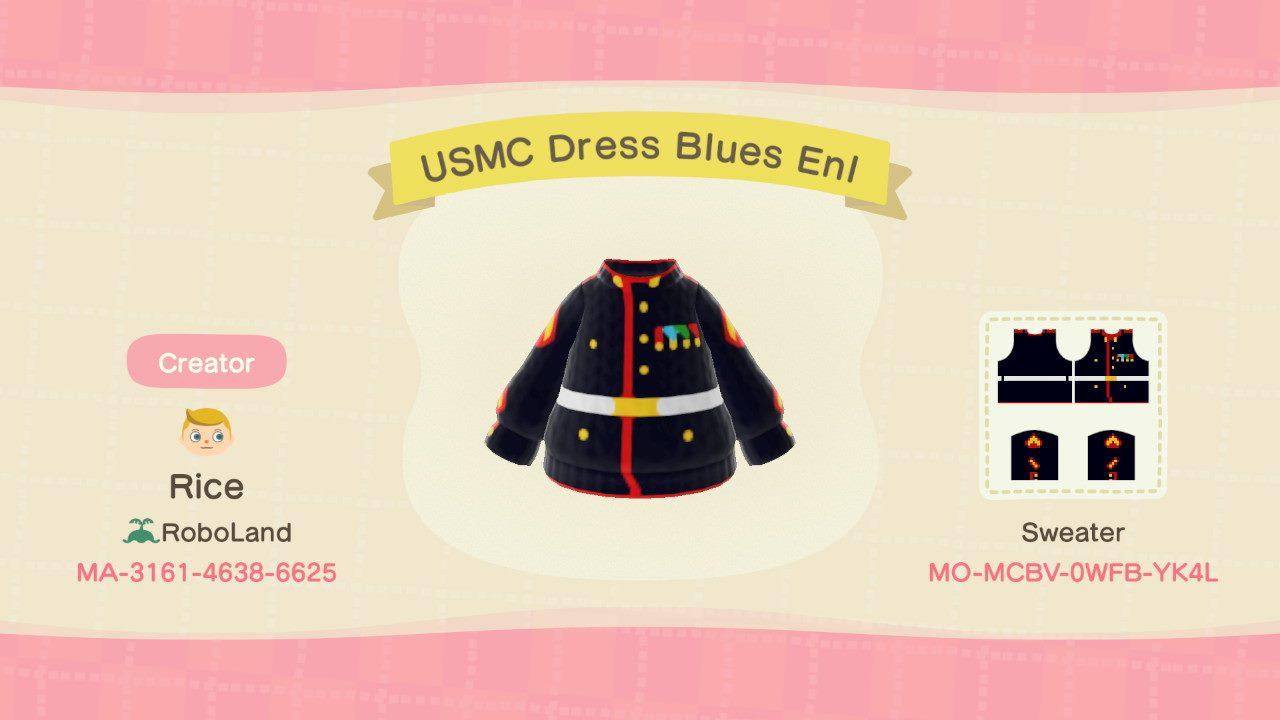 USMC Dress Blues Enl
Creator
Rice
RoboLand
MA-3161-4638-6625
Sweater
MO-MCBV-0WFB-YK4L